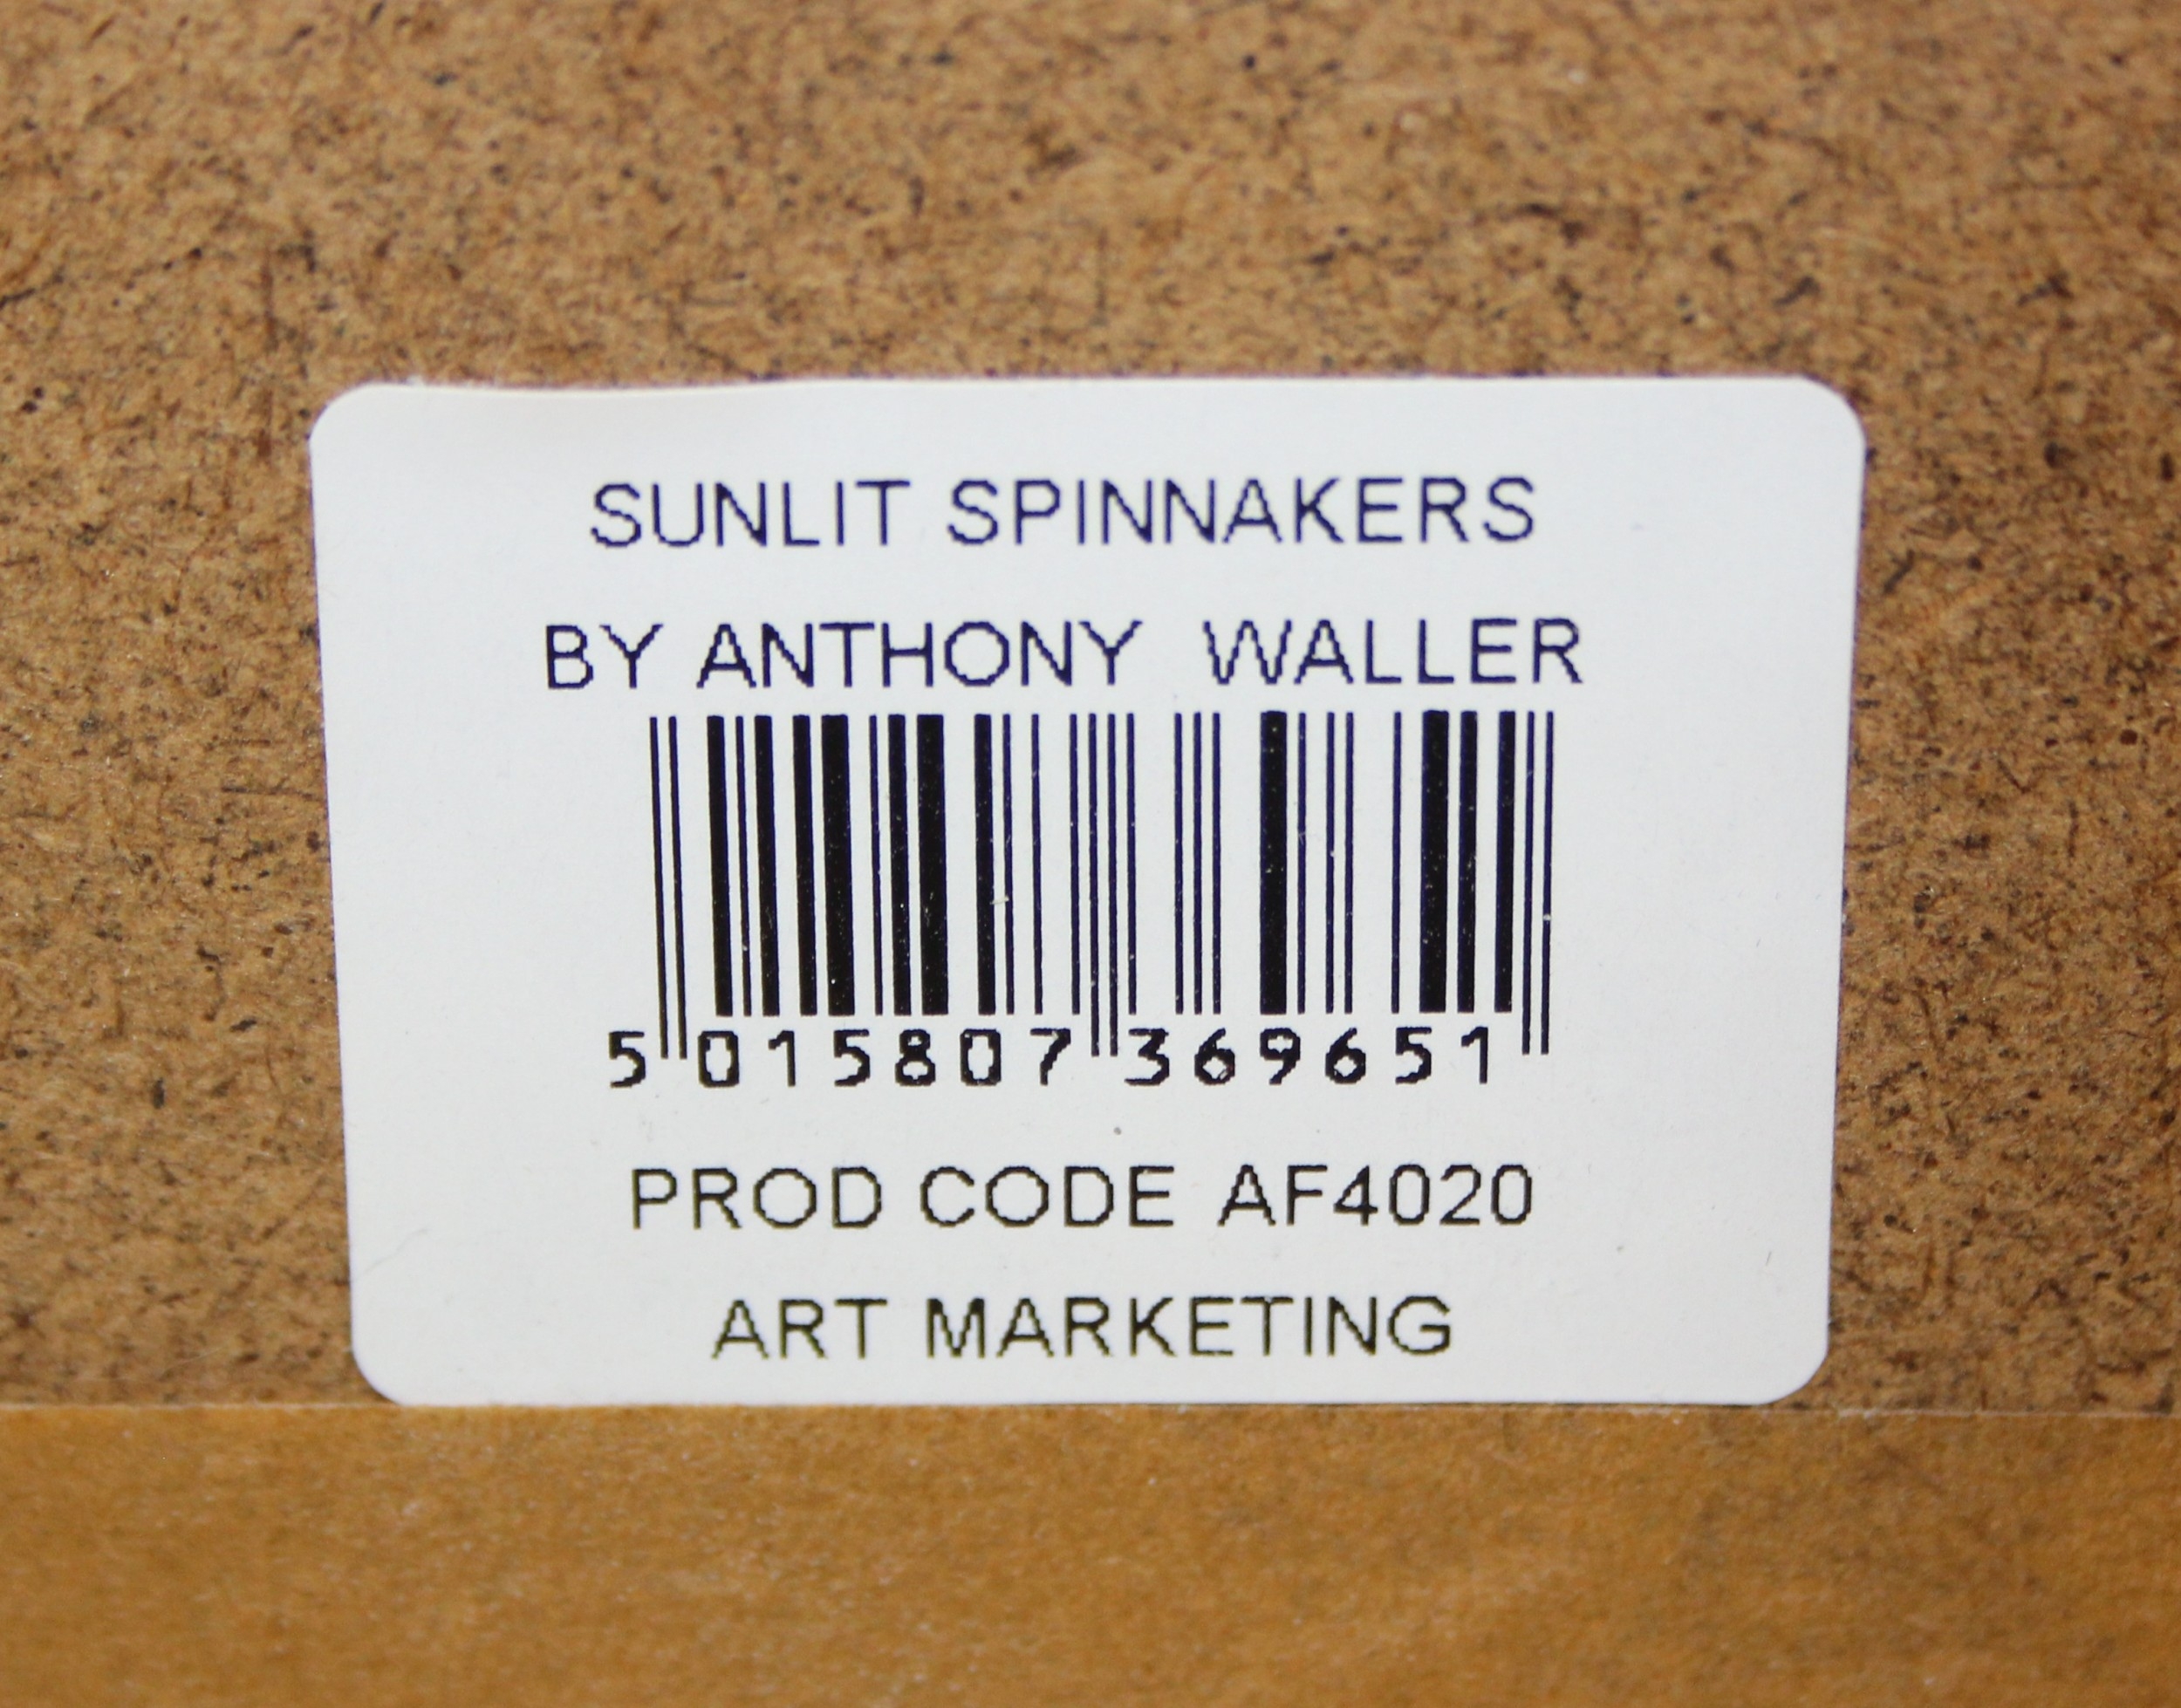 SUNLIT SPINNAKERS
BY ANTHONY WALLER
5 015807 369651
PROD CODE AF4020
ART MARKETING